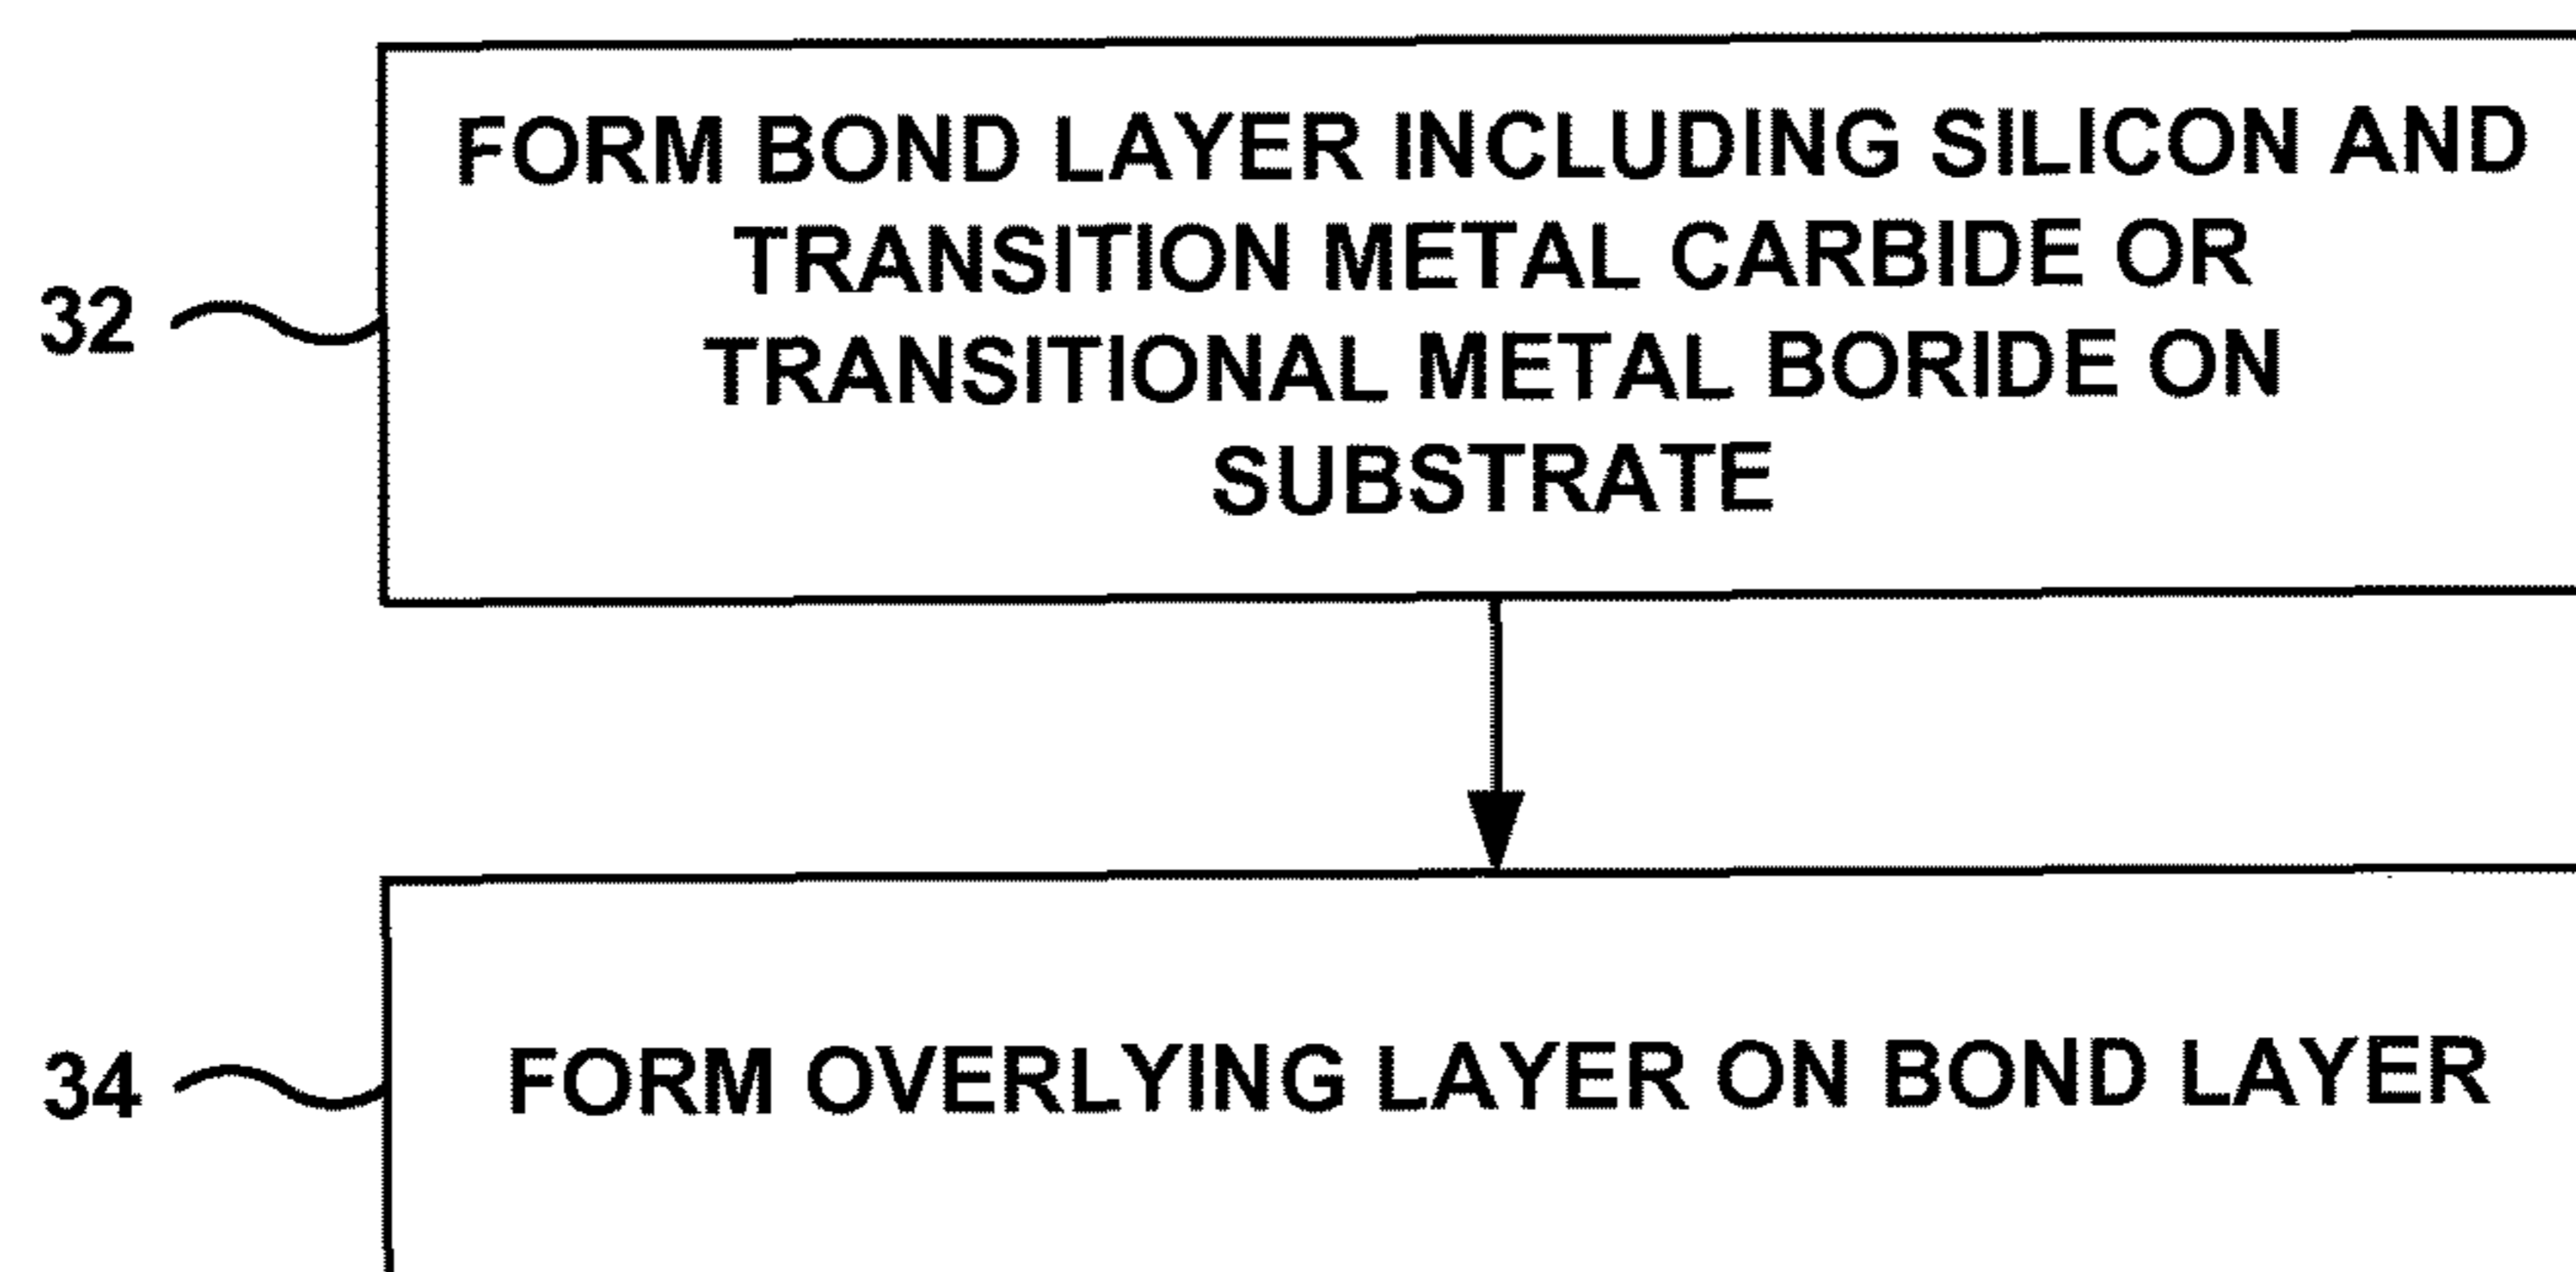 FORM BOND LAYER INCLUDING SILICON AND
TRANSITION METAL CARBIDE OR
TRANSITIONAL METAL BORIDE ON
SUBSTRATE
32
FORM OVERLYING LAYER ON BOND LAYER
34